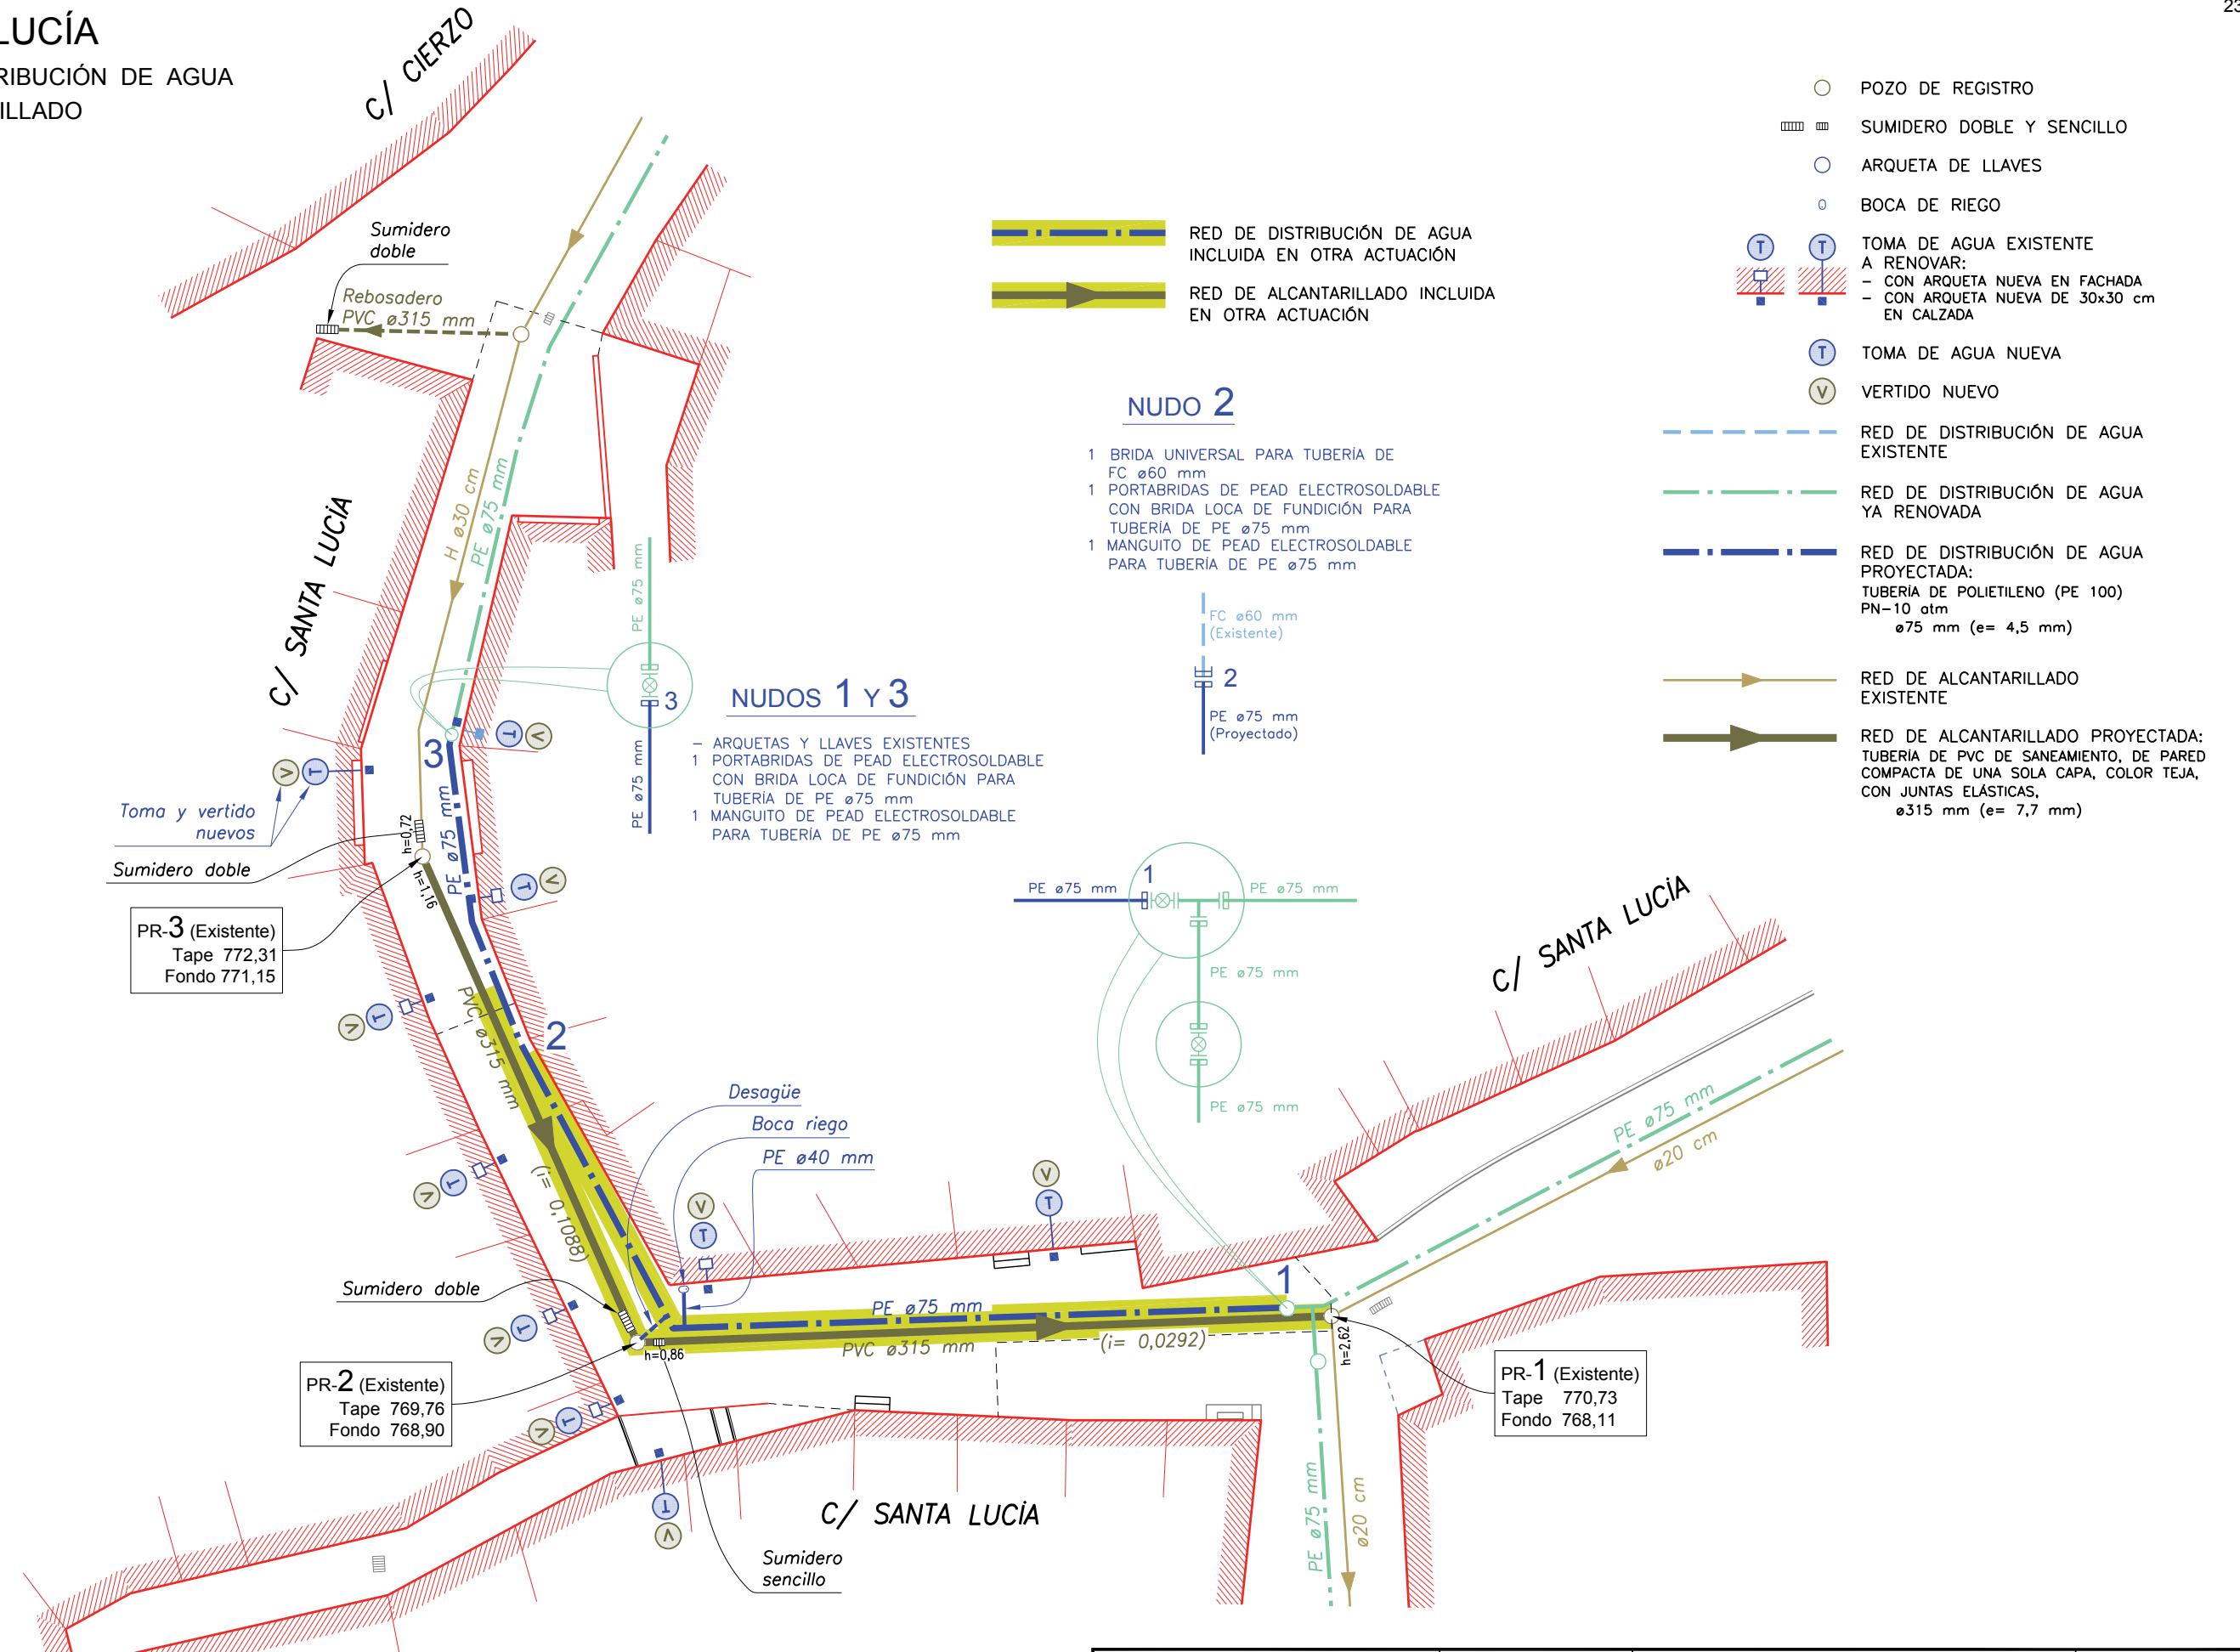 23
LUCÍA
RIBUCIÓN DE AGUA
ILLADO
C/ CIERZO
Sumidero
doble
Rebosadero
PVC ø315 mm
H ø30 cm
PE ø75 mm
C/ SANTA LUCÍA
RED DE DISTRIBUCIÓN DE AGUA
INCLUIDA EN OTRA ACTUACIÓN
RED DE ALCANTARILLADO INCLUIDA
EN OTRA ACTUACIÓN
POZO DE REGISTRO
SUMIDERO DOBLE Y SENCILLO
ARQUETA DE LLAVES
BOCA DE RIEGO
T
T
TOMA DE AGUA EXISTENTE
A RENOVAR:
– CON ARQUETA NUEVA EN FACHADA
– CON ARQUETA NUEVA DE 30x30 cm
EN CALZADA
T
TOMA DE AGUA NUEVA
V
VERTIDO NUEVO
RED DE DISTRIBUCIÓN DE AGUA
EXISTENTE
RED DE DISTRIBUCIÓN DE AGUA
YA RENOVADA
RED DE DISTRIBUCIÓN DE AGUA
PROYECTADA:
TUBERÍA DE POLIETILENO (PE 100)
PN–10 atm
ø75 mm (e= 4,5 mm)
RED DE ALCANTARILLADO
EXISTENTE
RED DE ALCANTARILLADO PROYECTADA:
TUBERÍA DE PVC DE SANEAMIENTO, DE PARED
COMPACTA DE UNA SOLA CAPA, COLOR TEJA,
CON JUNTAS ELÁSTICAS,
ø315 mm (e= 7,7 mm)
NUDO 2
1 BRIDA UNIVERSAL PARA TUBERÍA DE
FC ø60 mm
1 PORTABRIDAS DE PEAD ELECTROSOLDABLE
CON BRIDA LOCA DE FUNDICIÓN PARA
TUBERÍA DE PE ø75 mm
1 MANGUITO DE PEAD ELECTROSOLDABLE
PARA TUBERÍA DE PE ø75 mm
FC ø60 mm
(Existente)
2
PE ø75 mm
(Proyectado)
PE ø75 mm
3
PE ø75 mm
NUDOS 1 Y 3
– ARQUETAS Y LLAVES EXISTENTES
1 PORTABRIDAS DE PEAD ELECTROSOLDABLE
CON BRIDA LOCA DE FUNDICIÓN PARA
TUBERÍA DE PE ø75 mm
1 MANGUITO DE PEAD ELECTROSOLDABLE
PARA TUBERÍA DE PE ø75 mm
3
T
V
V
T
Toma y vertido
nuevos
Sumidero doble
h=0,72
h=1,16
PE ø75 mm
T
V
PR-3 (Existente)
Tape 772,31
Fondo 771,15
V
T
PVC ø315 mm
2
(i= 0,1088)
V
T
V
T
V
T
PE ø75 mm
1
PE ø75 mm
PE ø75 mm
PE ø75 mm
C/ SANTA LUCÍA
PE ø75 mm
ø20 cm
Desagüe
Boca riego
PE ø40 mm
V
T
V
T
Sumidero doble
PE ø75 mm
1
PVC ø315 mm
(i= 0,0292)
h=0,86
h=2,62
PR-2 (Existente)
Tape 769,76
Fondo 768,90
PR-1 (Existente)
Tape 770,73
Fondo 768,11
T
V
C/ SANTA LUCÍA
Sumidero
sencillo
PE ø75 mm
ø20 cm